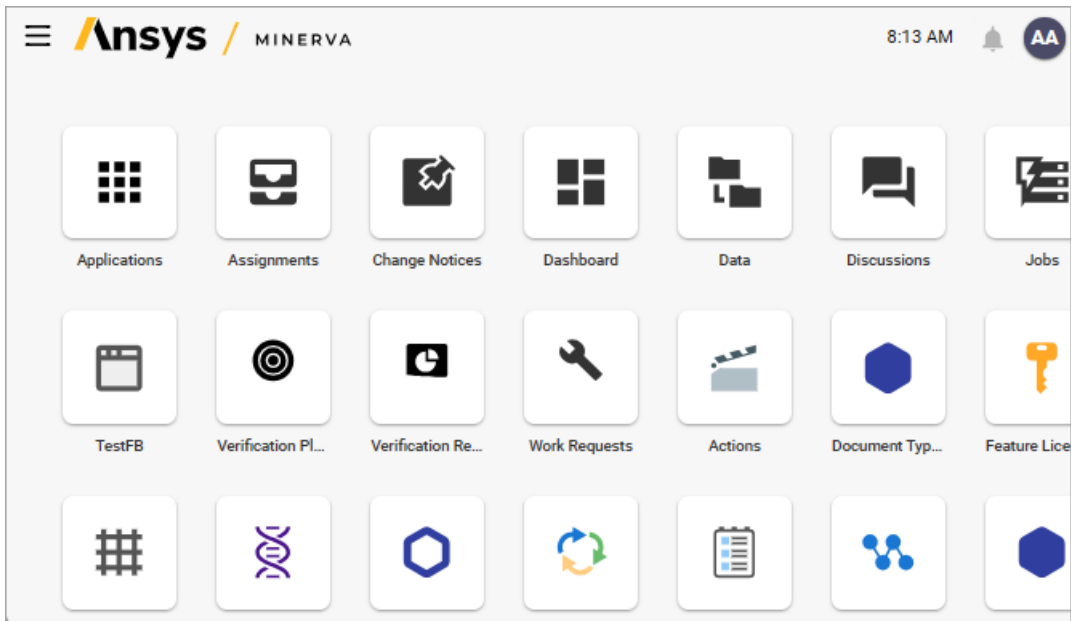 Ansys / MINERVA
8:13 AM
AA
Applications
Assignments
Change Notices
Dashboard
Data
Discussions
Jobs
TestFB
Verification Pl...
Verification Re...
Work Requests
Actions
Document Typ...
Feature Lice